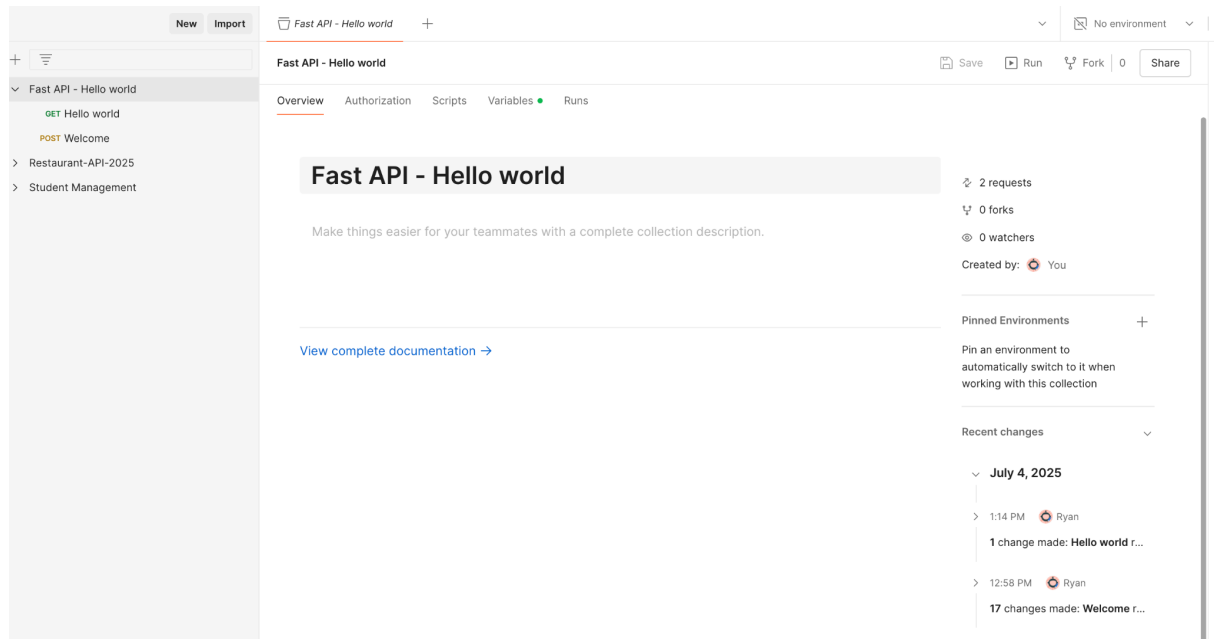 New Import
Fast API - Hello world
No environment
Fast API - Hello world
Save Run Fork 0 Share
Fast API - Hello world
GET Hello world
POST Welcome
Restaurant-API-2025
Student Management
Overview Authorization Scripts Variables Runs
Fast API - Hello world
Make things easier for your teammates with a complete collection description.
View complete documentation →
2 requests
0 forks
0 watchers
Created by: You
Pinned Environments
Pin an environment to
automatically switch to it when
working with this collection
Recent changes
July 4, 2025
1:14 PM Ryan
1 change made: Hello world r...
12:58 PM Ryan
17 changes made: Welcome r...